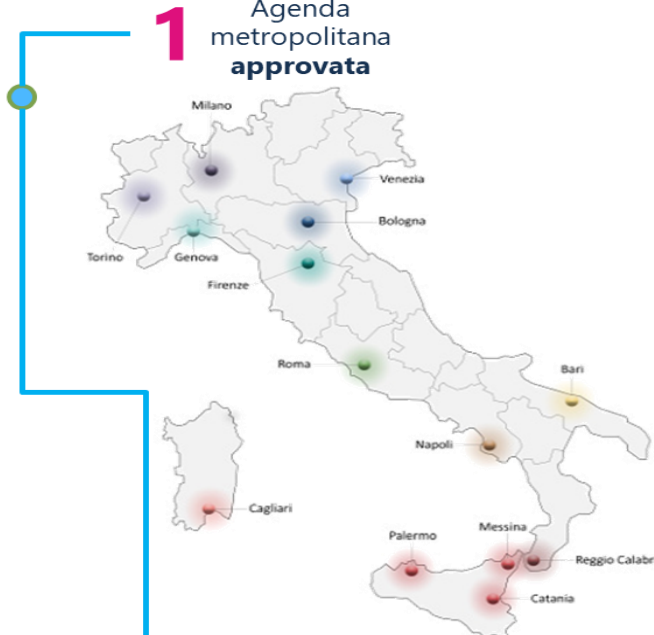 1
Agenda
metropolitana
approvata
Milano
Venezia
Bologna
Torino
Genova
Firenze
Roma
Bari
Napoli
Cagliari
Palermo
Messina
Reggio Calabr
Catania